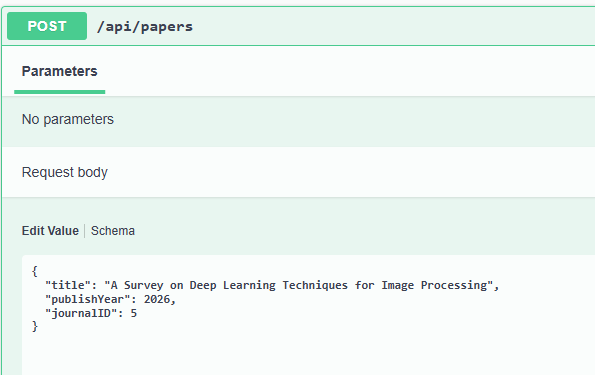 POST /api/papers
Parameters
No parameters
Request body
Edit Value | Schema
{
  "title": "A Survey on Deep Learning Techniques for Image Processing",
  "publishYear": 2026,
  "journalID": 5
}